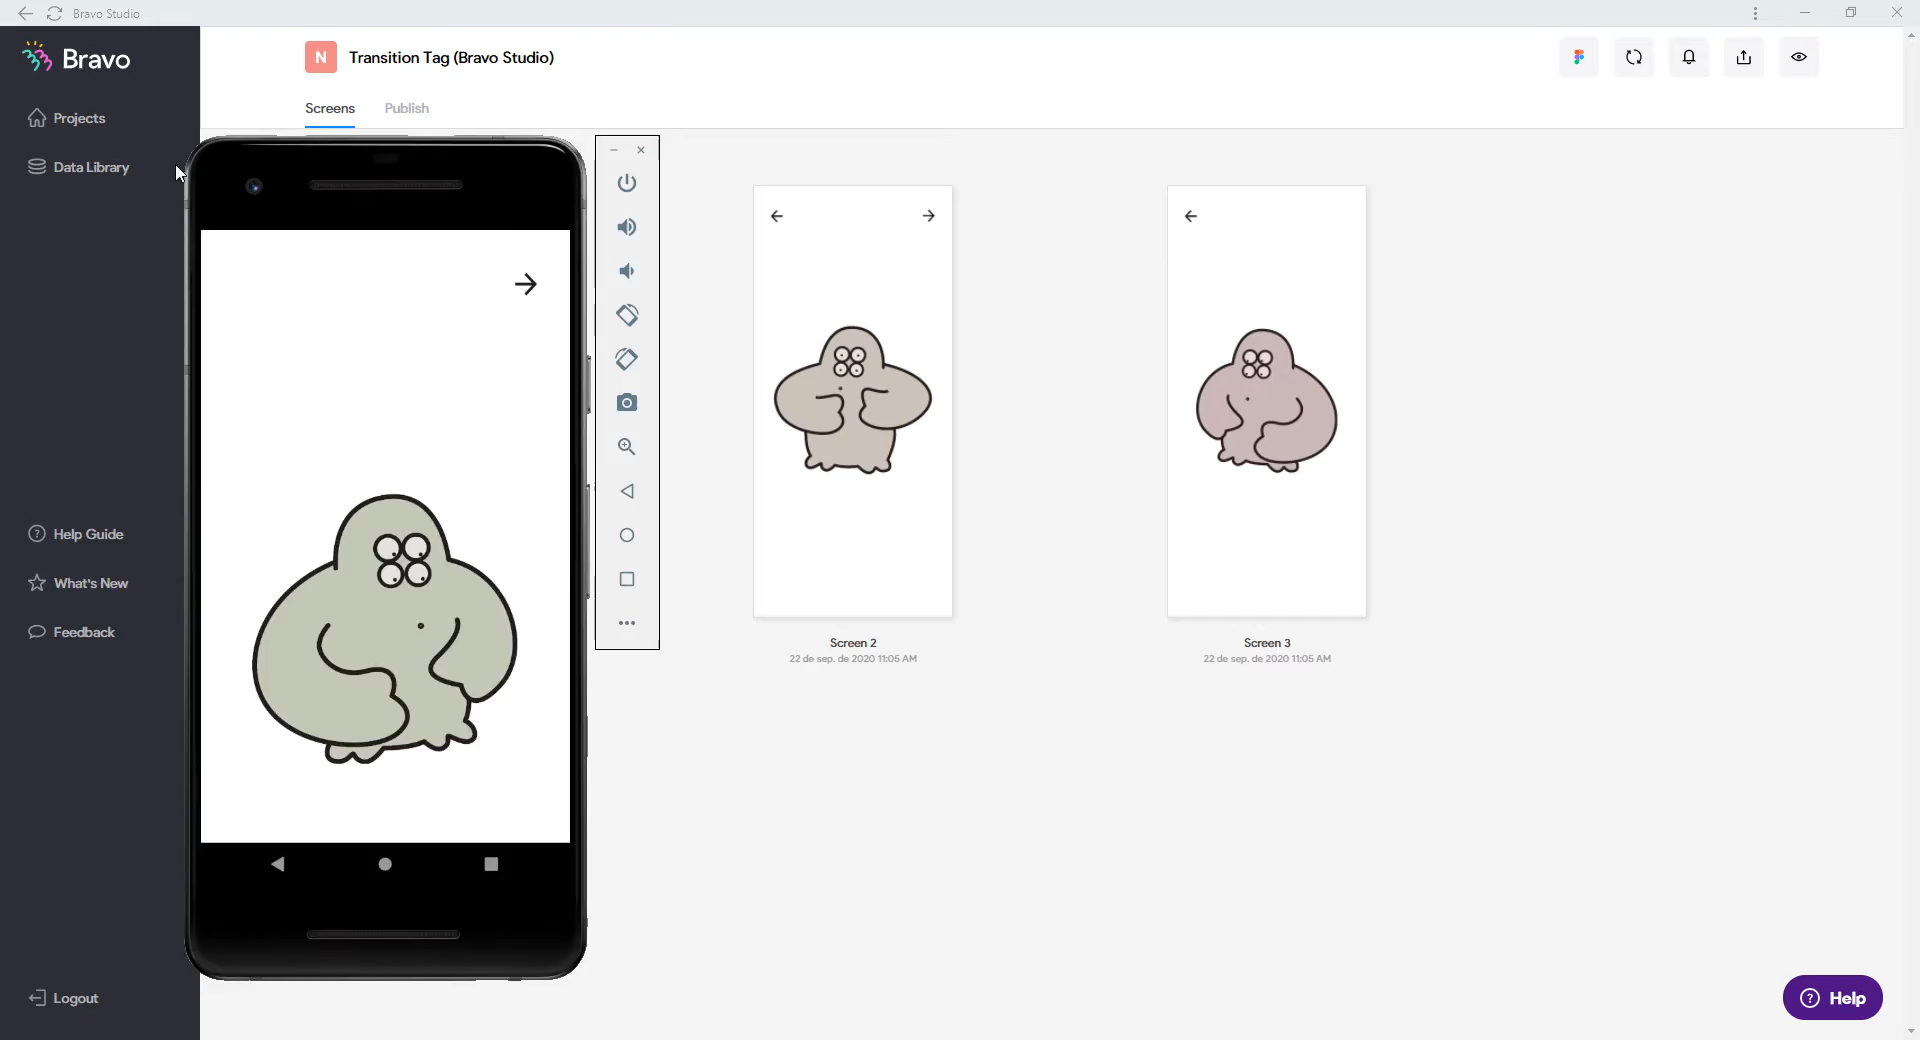 Bravo Studio
Bravo
N
Transition Tag (Bravo Studio)
Screens
Publish
Projects
Data Library
Help Guide
What's New
Feedback
Logout
Screen 2
22 de sep. de 2020 11:05 AM
Screen 3
22 de sep. de 2020 11:05 AM
Help